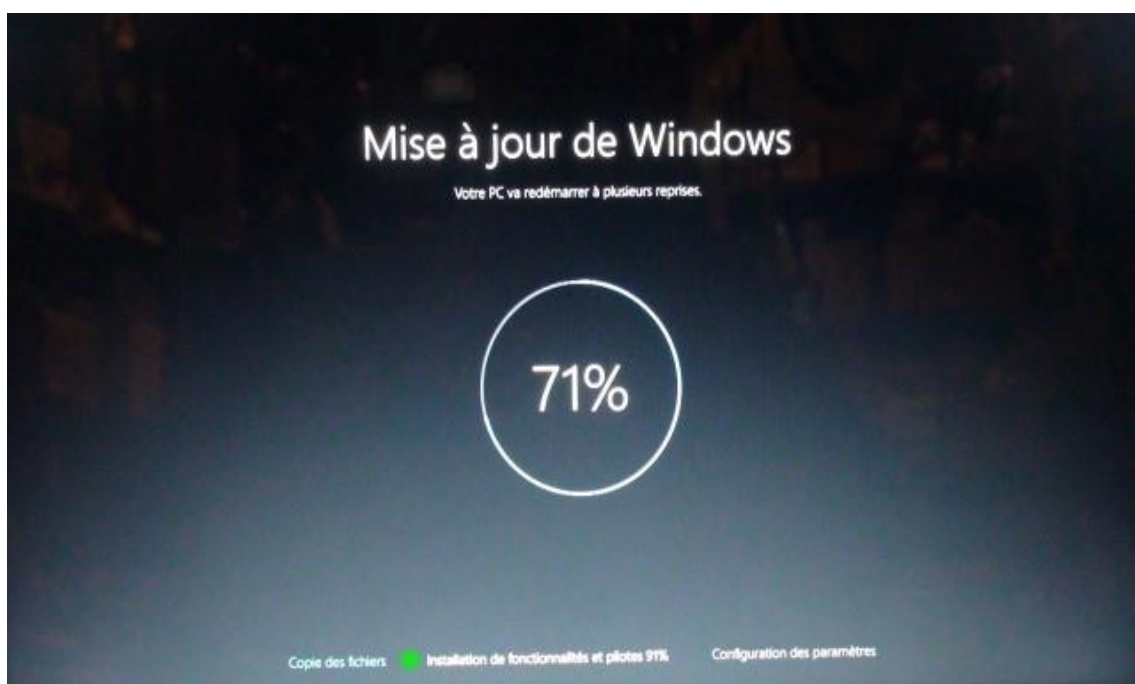 Mise à jour de Windows
Votre PC va redémarrer à plusieurs reprises.
71%
Copie des fichiers Installation de fonctionnalités et pilotes 91% Configuration des paramètres